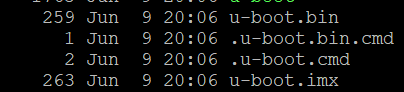 259 Jun  9 20:06 u-boot.bin
1 Jun  9 20:06 .u-boot.bin.cmd
2 Jun  9 20:06 .u-boot.cmd
263 Jun  9 20:06 u-boot.imx